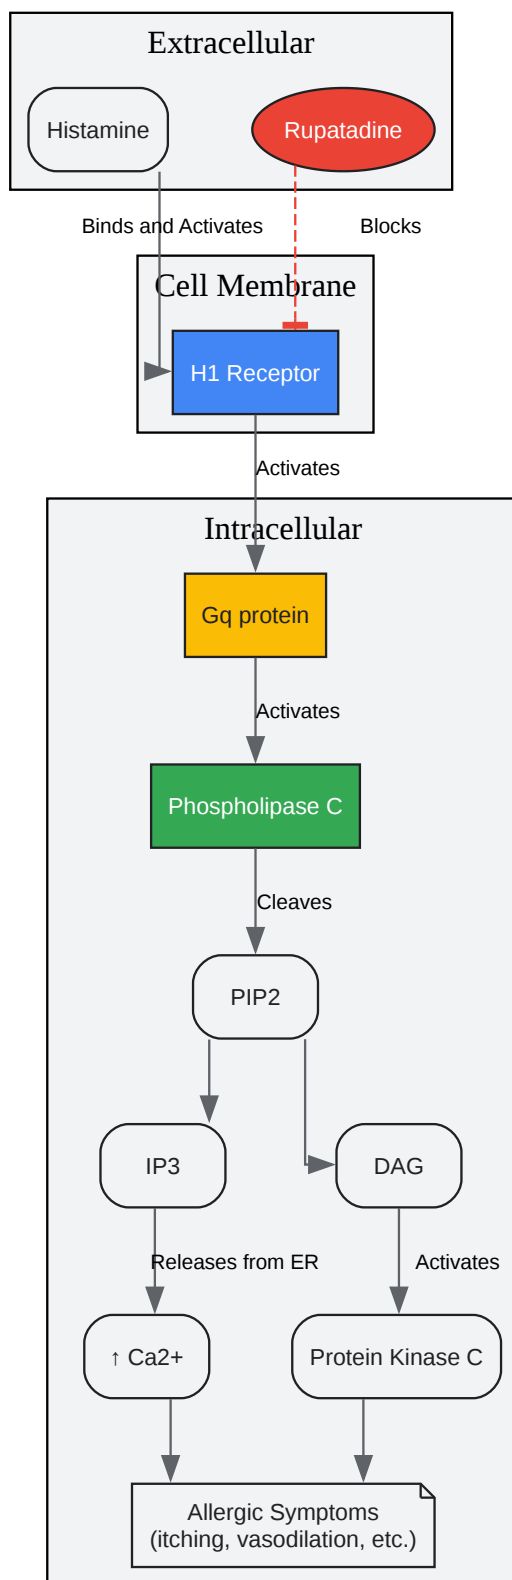 Extracellular
Histamine
Rupatadine
Binds and Activates
Blocks
Cell Membrane
H1 Receptor
Activates
Intracellular
Gq protein
Activates
Phospholipase C
Cleaves
PIP2
IP3
DAG
Releases from ER
Activates
↑ Ca2+
Protein Kinase C
Allergic Symptoms
(itching, vasodilation, etc.)